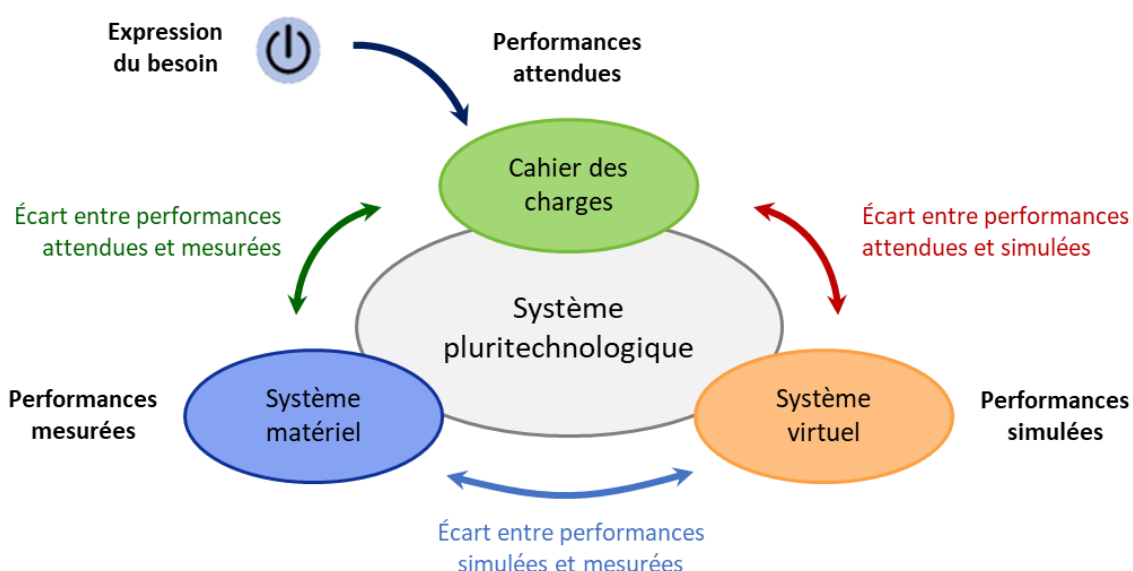 Expression
du besoin
Performances
attendues
Cahier des
charges
Écart entre performances
attendues et mesurées
Écart entre performances
attendues et simulées
Système
pluritechnologique
Performances
mesurées
Système
matériel
Système
virtuel
Performances
simulées
Écart entre performances
simulées et mesurées